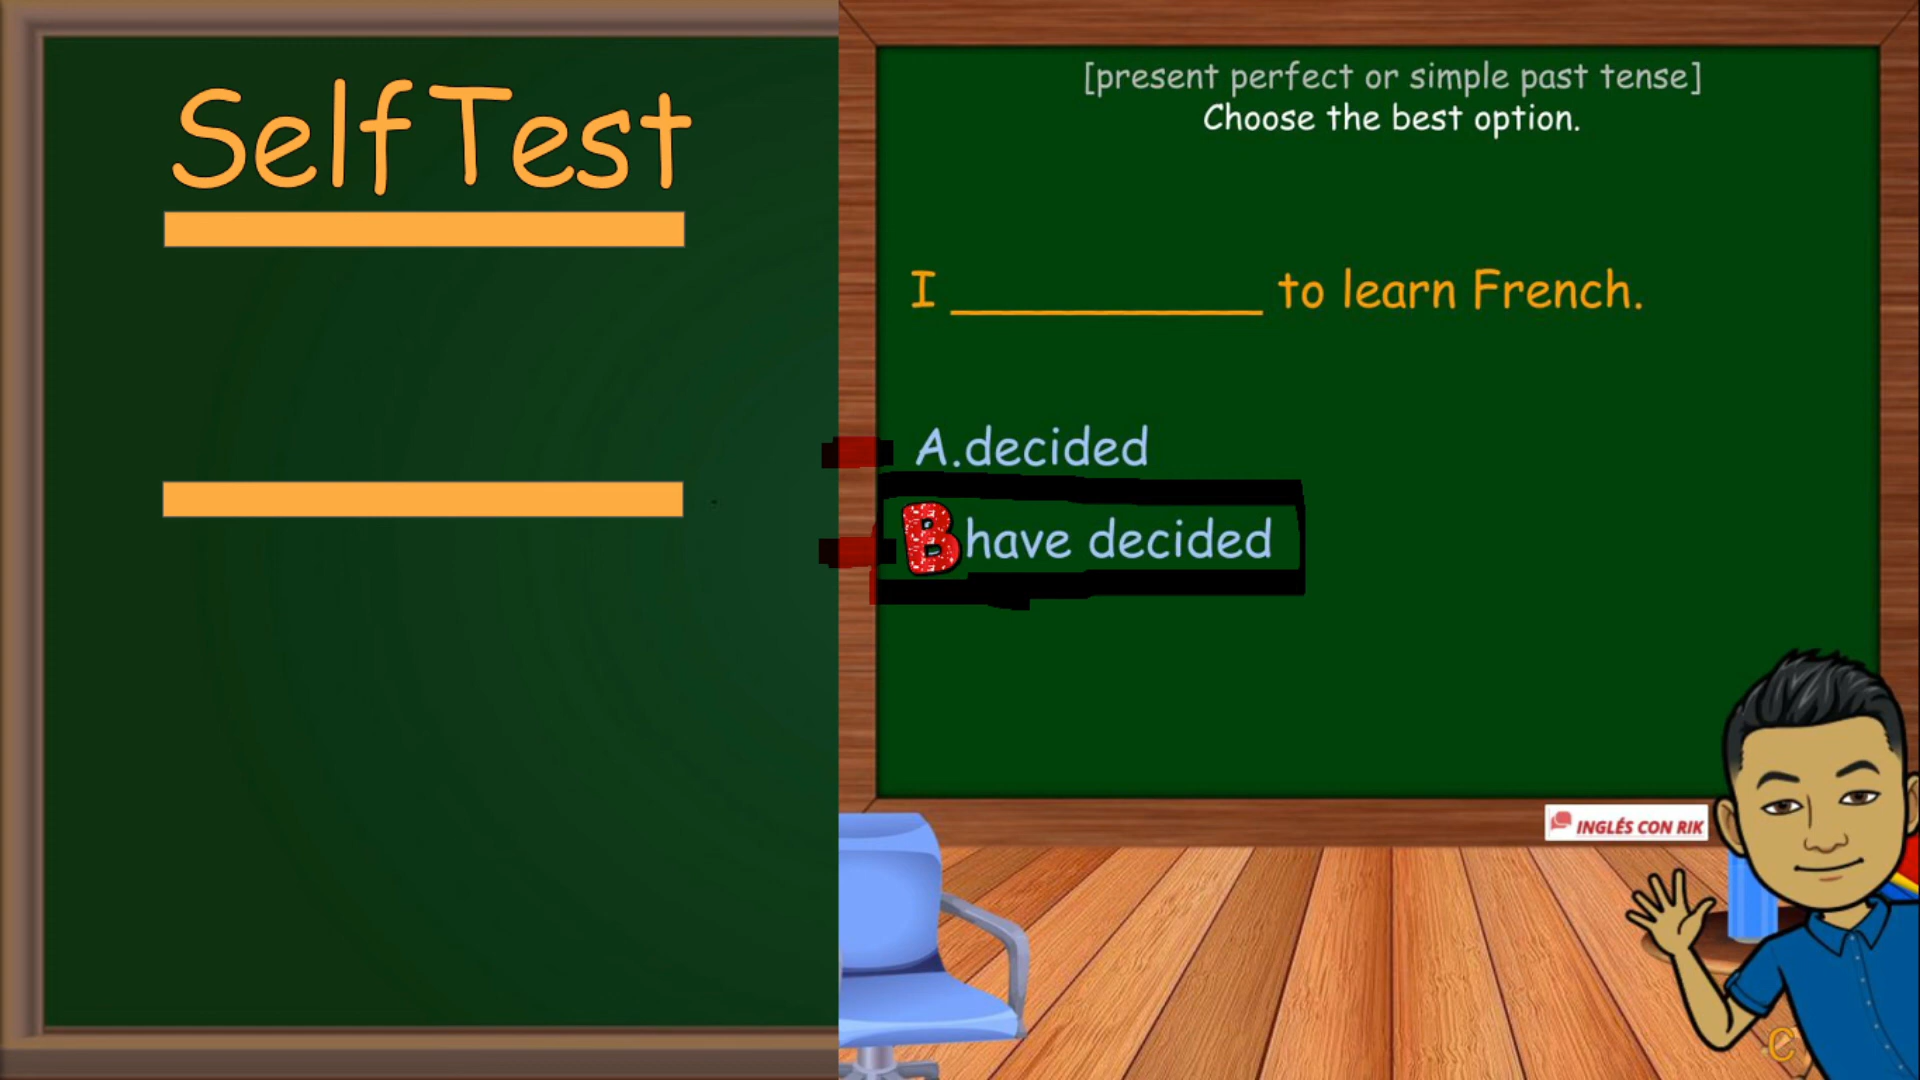 Self Test
[present perfect or simple past tense]
Choose the best option.
I ____________ to learn French.
A.decided
B have decided
INGLÉS CON RIK
e